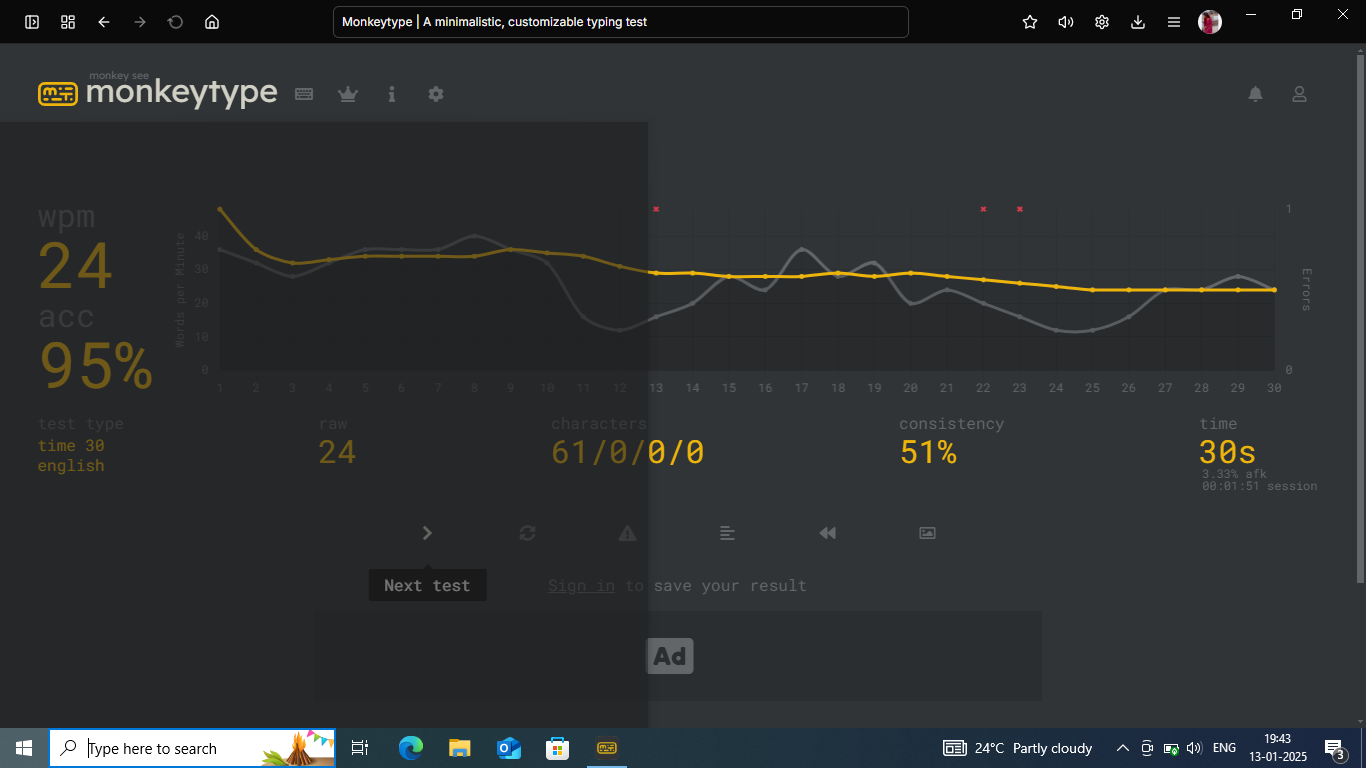 Monkeytype | A minimalistic, customizable typing test
monkey see
monkeytype
wpm
24
acc
95%
Words per Minute
40
30
20
10
0
1 2 3 4 5 6 7 8 9 10 11 12 13 14 15 16 17 18 19 20 21 22 23 24 25 26 27 28 29 30
1
Errors
0
test type
time 30
english
raw
24
characters
61/0/0/0
consistency
51%
time
30s
3.33% afk
00:01:51 session
Next test
Sign in to save your result
Ad
Type here to search
24°C Partly cloudy
ENG
19:43
13-01-2025
3